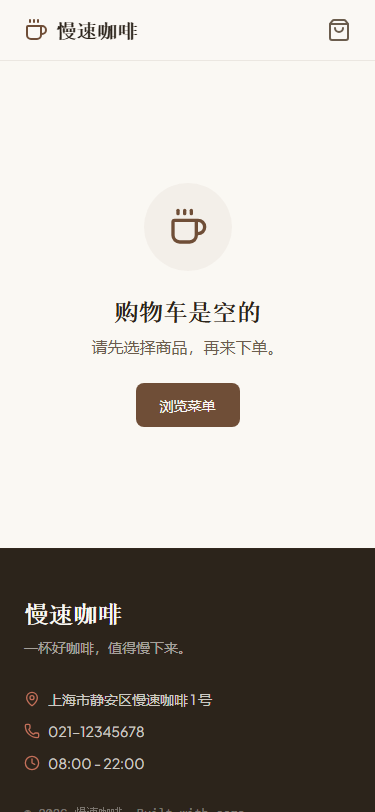 慢速咖啡
购物车是空的
请先选择商品，再来下单。
浏览菜单
慢速咖啡
一杯好咖啡，值得慢下来。
上海市静安区慢速咖啡1号
021-12345678
08:00 - 22:00